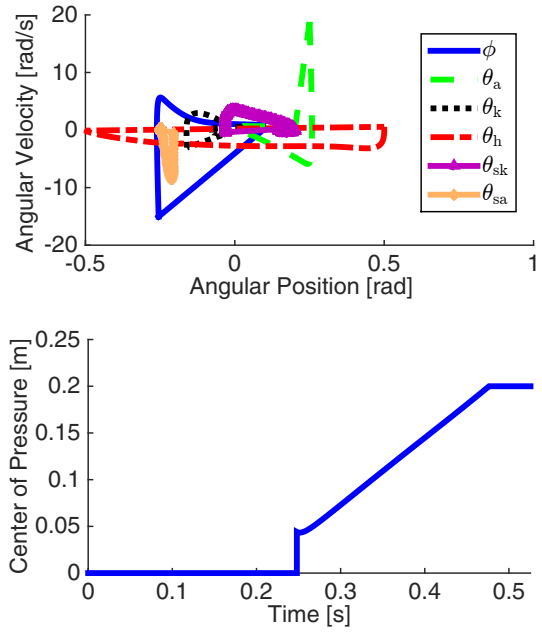 20
10
0
-10
-20
Angular Velocity [rad/s]
-0.5 0 0.5 1
Angular Position [rad]
ϕ
θa
θk
θh
θsk
θsa
0.25
0.2
0.15
0.1
0.05
0
Center of Pressure [m]
0 0.1 0.2 0.3 0.4 0.5
Time [s]